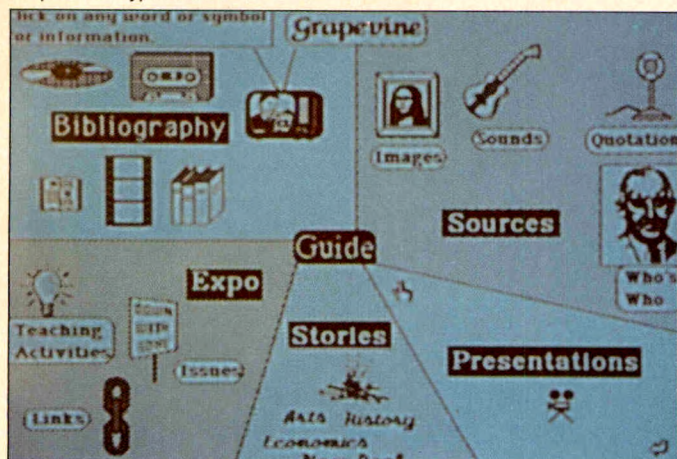 lick on any word or symbol
or information.
Grapevine
Bibliography
Images
Sounds
Quotation
Sources
Who's
Who
Guide
Expo
Teaching
Activities
Issues
Links
Stories
Arts History
Economics
Presentations